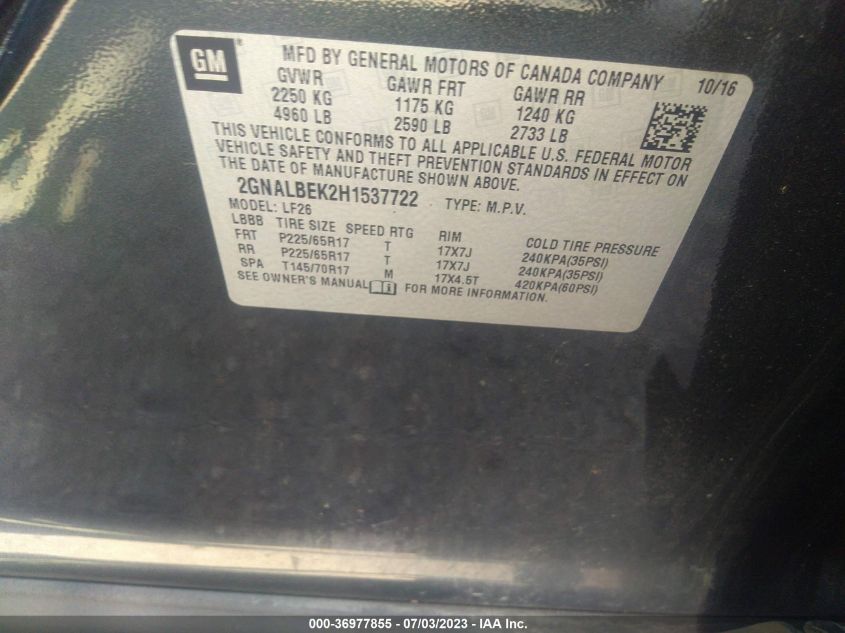 GM ®
MFD BY GENERAL MOTORS OF CANADA COMPANY 10/16
GVWR GAWR FRT GAWR RR
2250 KG 1175 KG 1240 KG
4960 LB 2590 LB 2733 LB
THIS VEHICLE CONFORMS TO ALL APPLICABLE U.S. FEDERAL MOTOR
VEHICLE SAFETY AND THEFT PREVENTION STANDARDS IN EFFECT ON
THE DATE OF MANUFACTURE SHOWN ABOVE.
2GNALBEK2H1537722 TYPE: M.P.V.
MODEL: LF26
LBBB TIRE SIZE SPEED RTG RIM COLD TIRE PRESSURE
FRT P225/65R17 T 17X7J 240KPA(35PSI)
RR P225/65R17 T 17X7J 240KPA(35PSI)
SPA T145/70R17 M 17X4.5T 420KPA(60PSI)
SEE OWNER'S MANUAL FOR MORE INFORMATION.
000-36977855 - 07/03/2023 - IAA Inc.